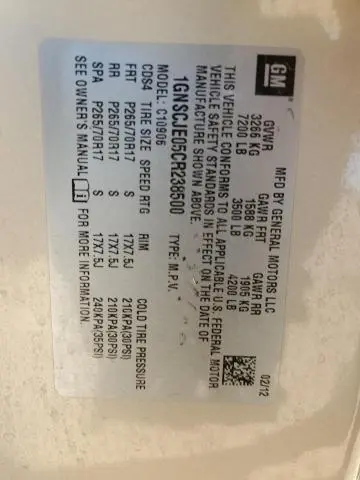 GM
MFD BY GENERAL MOTORS LLC 02/12
GVWR GAWR FRT GAWR RR
3266 KG 1588 KG 1905 KG
7200 LB 3500 LB 4200 LB
THIS VEHICLE CONFORMS TO ALL APPLICABLE U.S. FEDERAL MOTOR
VEHICLE SAFETY STANDARDS IN EFFECT ON THE DATE OF
MANUFACTURE SHOWN ABOVE.
1GNSCJE05CR238500 TYPE: M.P.V.
MODEL: C10906
CDS4 TIRE SIZE SPEED RTG RIM COLD TIRE PRESSURE
FRT P265/70R17 S 17X7.5J 210KPA(30PSI)
RR P265/70R17 S 17X7.5J 210KPA(30PSI)
SPA P265/70R17 S 17X7.5J 240KPA(35PSI)
SEE OWNER'S MANUAL i FOR MORE INFORMATION.